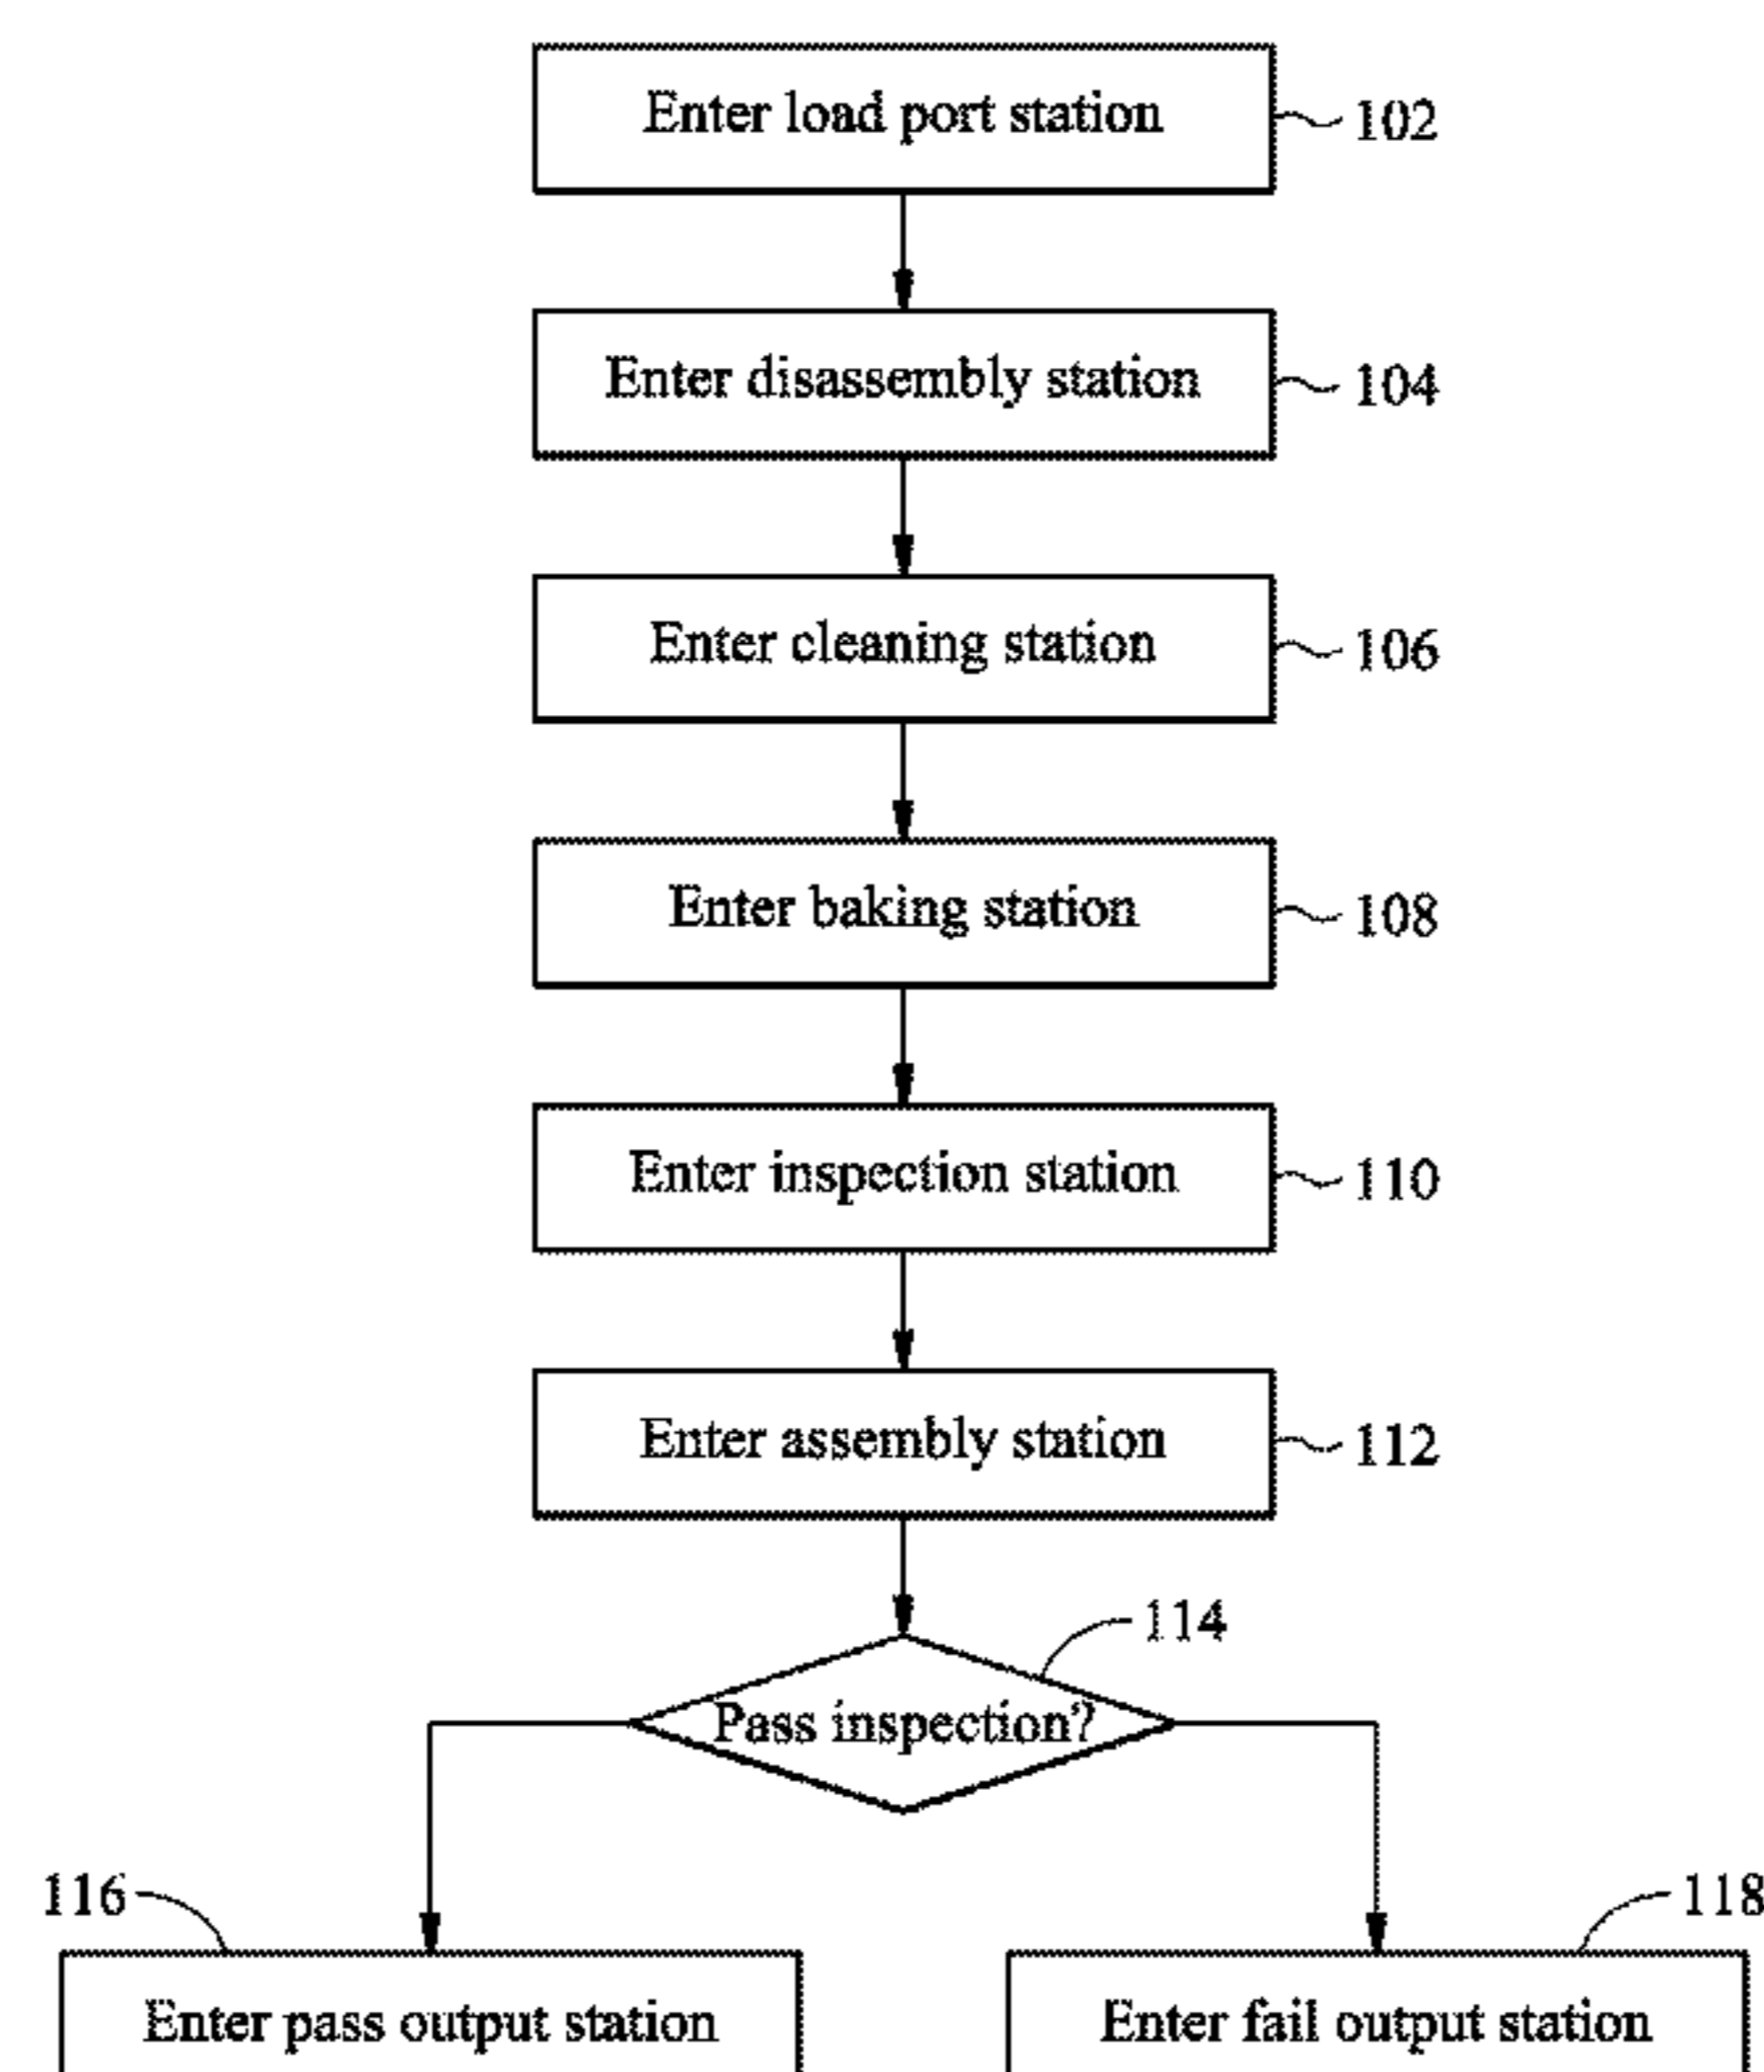 Enter load port station
102
Enter disassembly station
104
Enter cleaning station
106
Enter baking station
108
Enter inspection station
110
Enter assembly station
112
114
Pass inspection?
116
118
Enter pass output station
Enter fail output station